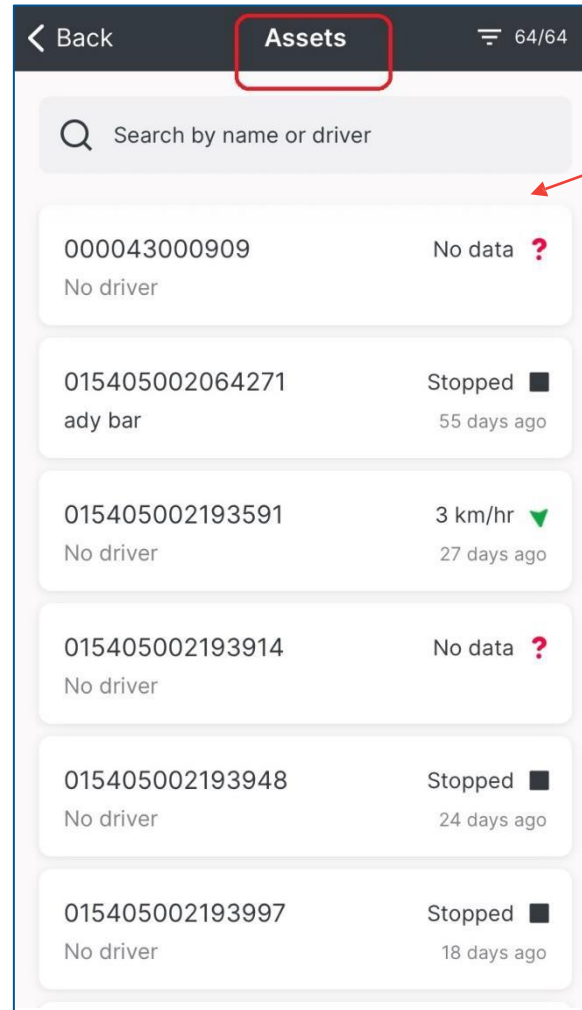 Back Assets 64/64
Search by name or driver
000043000909 No data ?
No driver
015405002064271 Stopped
ady bar 55 days ago
015405002193591 3 km/hr
No driver 27 days ago
015405002193914 No data ?
No driver
015405002193948 Stopped
No driver 24 days ago
015405002193997 Stopped
No driver 18 days ago